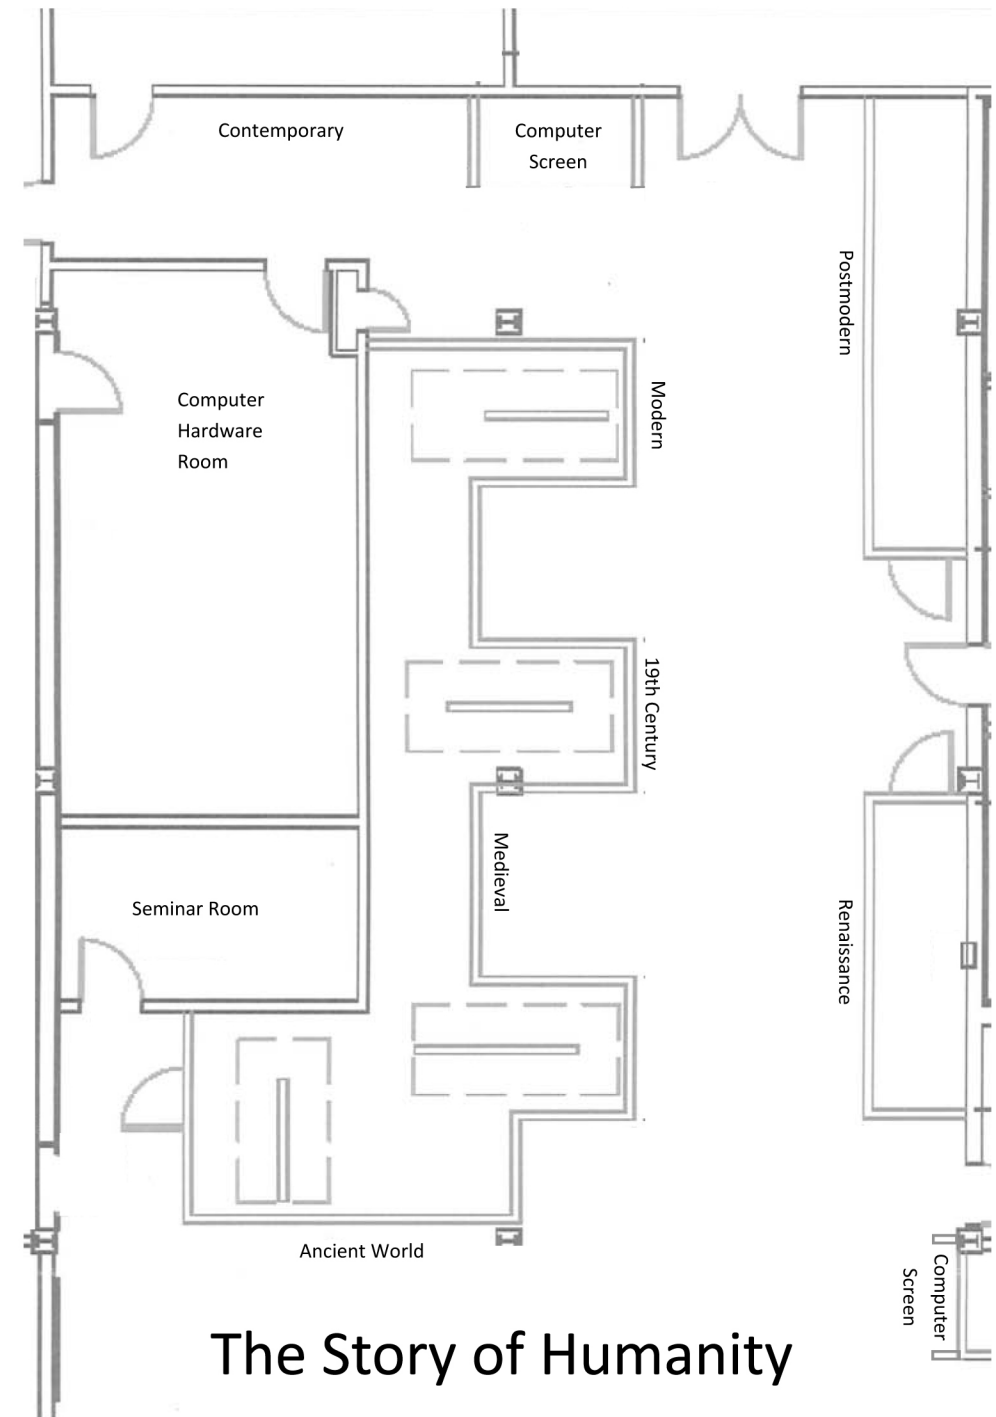 Contemporary
Computer
Screen
Postmodern
Modern
Computer
Hardware
Room
19th Century
Medieval
Seminar Room
Renaissance
Ancient World
Computer
Screen
The Story of Humanity